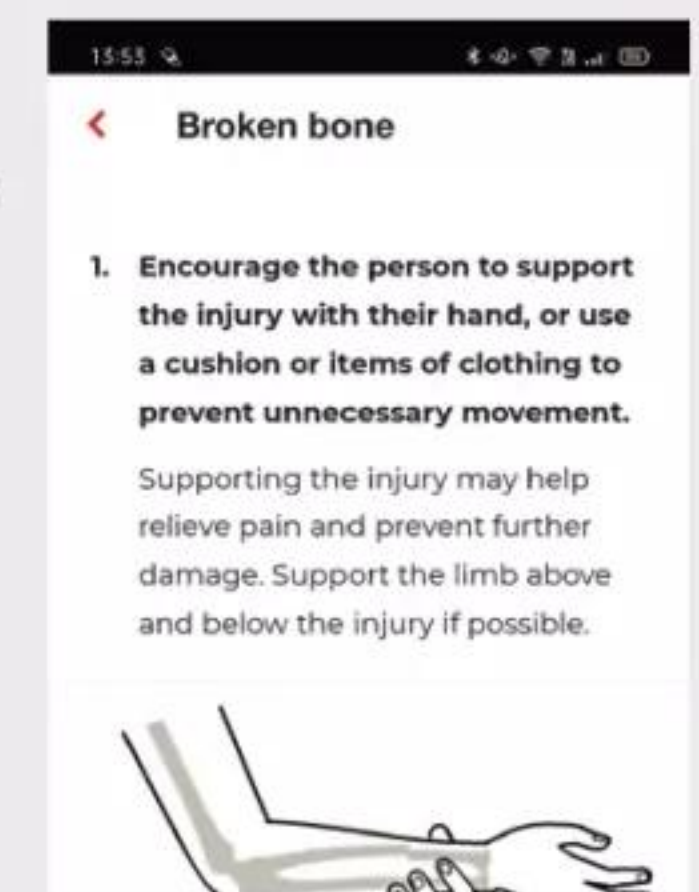 13:53
Broken bone
1. Encourage the person to support
the injury with their hand, or use
a cushion or items of clothing to
prevent unnecessary movement.
Supporting the injury may help
relieve pain and prevent further
damage. Support the limb above
and below the injury if possible.